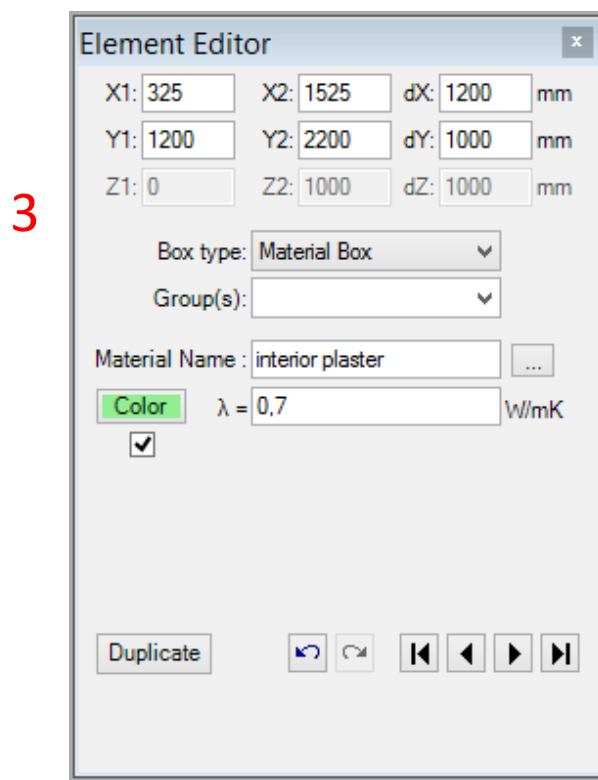 Element Editor x
X1: 325 X2: 1525 dX: 1200 mm
Y1: 1200 Y2: 2200 dY: 1000 mm
Z1: 0 Z2: 1000 dZ: 1000 mm
3
Box type: Material Box
Group(s):
Material Name : interior plaster ...
Color λ = 0,7 W/mK
Duplicate